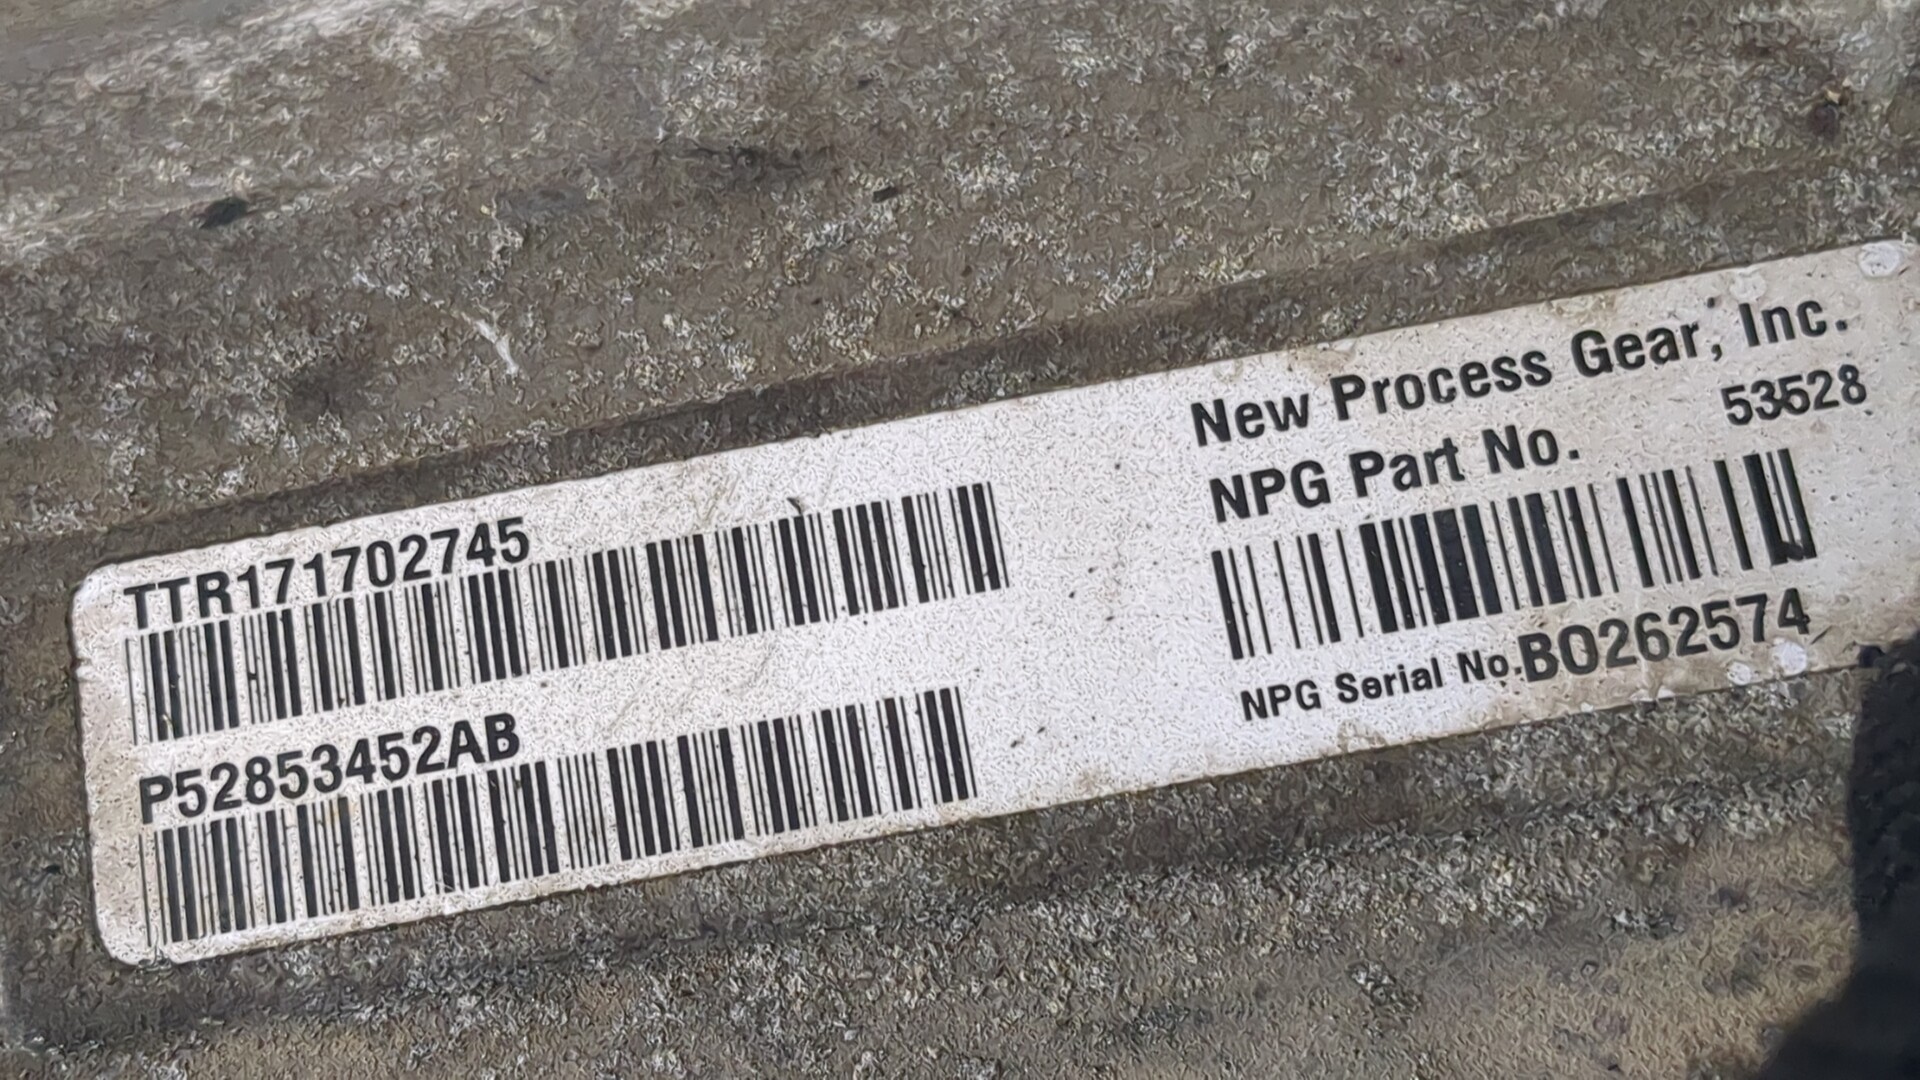 TTR171702745
P52853452AB
New Process Gear, Inc.
NPG Part No.
53528
NPG Serial No.BO262574